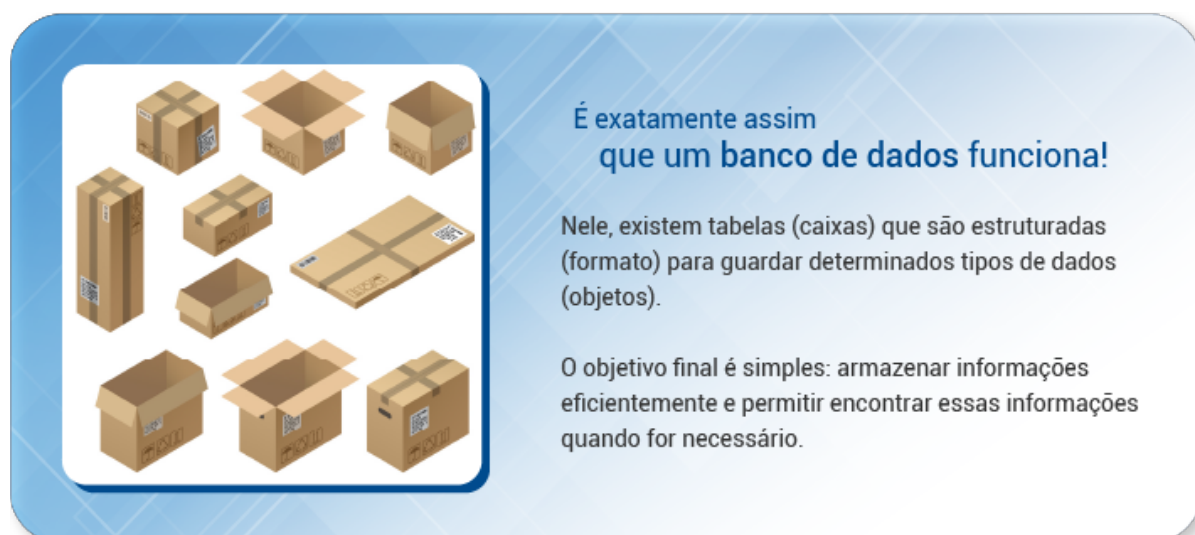 É exatamente assim
que um banco de dados funciona!
Nele, existem tabelas (caixas) que são estruturadas
(formato) para guardar determinados tipos de dados
(objetos).
O objetivo final é simples: armazenar informações
eficientemente e permitir encontrar essas informações
quando for necessário.